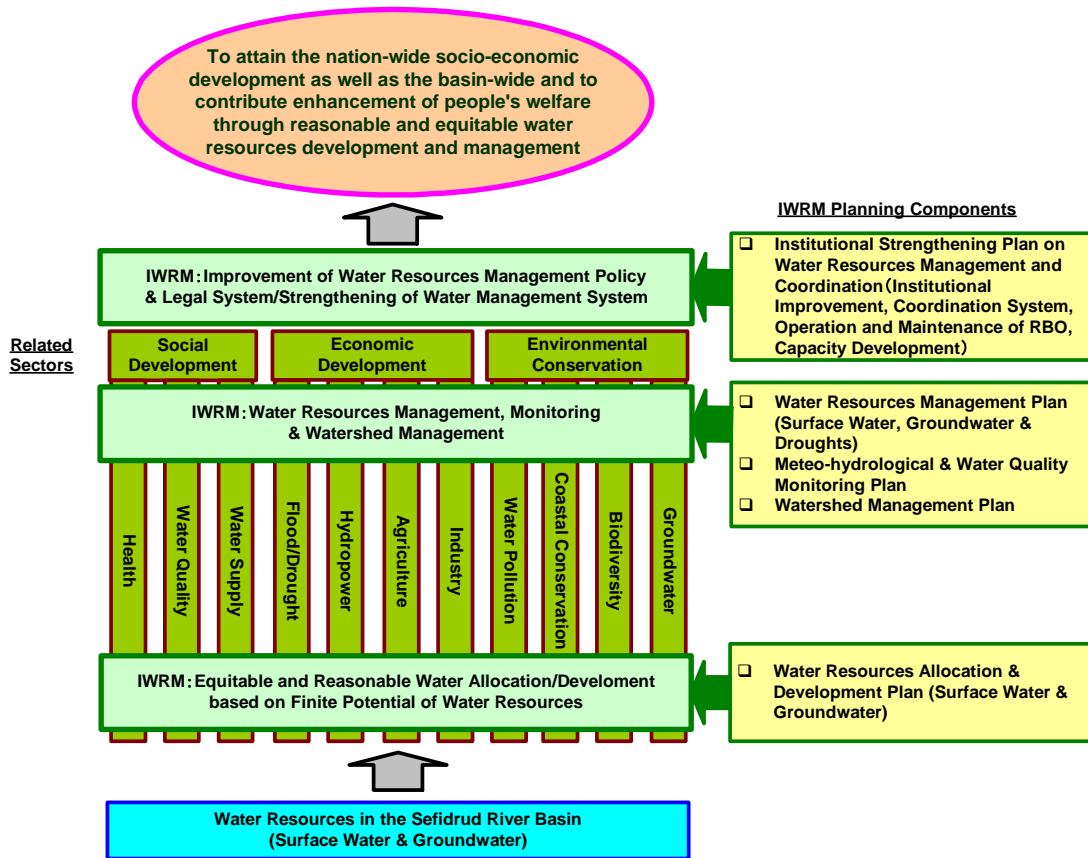 To attain the nation-wide socio-economic
development as well as the basin-wide and to
contribute enhancement of people's welfare
through reasonable and equitable water
resources development and management
IWRM Planning Components
IWRM:Improvement of Water Resources Management Policy
& Legal System/Strengthening of Water Management System
❑ Institutional Strengthening Plan on
Water Resources Management and
Coordination(Institutional
Improvement, Coordination System,
Operation and Maintenance of RBO,
Capacity Development)
Related
Sectors
Social
Development
Economic
Development
Environmental
Conservation
IWRM:Water Resources Management, Monitoring
& Watershed Management
❑ Water Resources Management Plan
(Surface Water, Groundwater &
Droughts)
❑ Meteo-hydrological & Water Quality
Monitoring Plan
❑ Watershed Management Plan
Health
Water Quality
Water Supply
Flood/Drought
Hydropower
Agriculture
Industry
Water Pollution
Coastal Conservation
Biodiversity
Groundwater
IWRM:Equitable and Reasonable Water Allocation/Develoment
based on Finite Potential of Water Resources
❑ Water Resources Allocation &
Development Plan (Surface Water &
Groundwater)
Water Resources in the Sefidrud River Basin
(Surface Water & Groundwater)